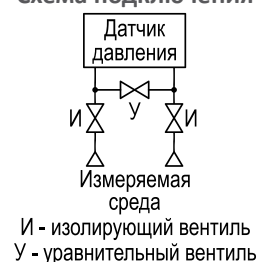 Схема подключения
Датчик
давления
И
У
И
Измеряемая
среда
И - изолирующий вентиль
У - уравнительный вентиль